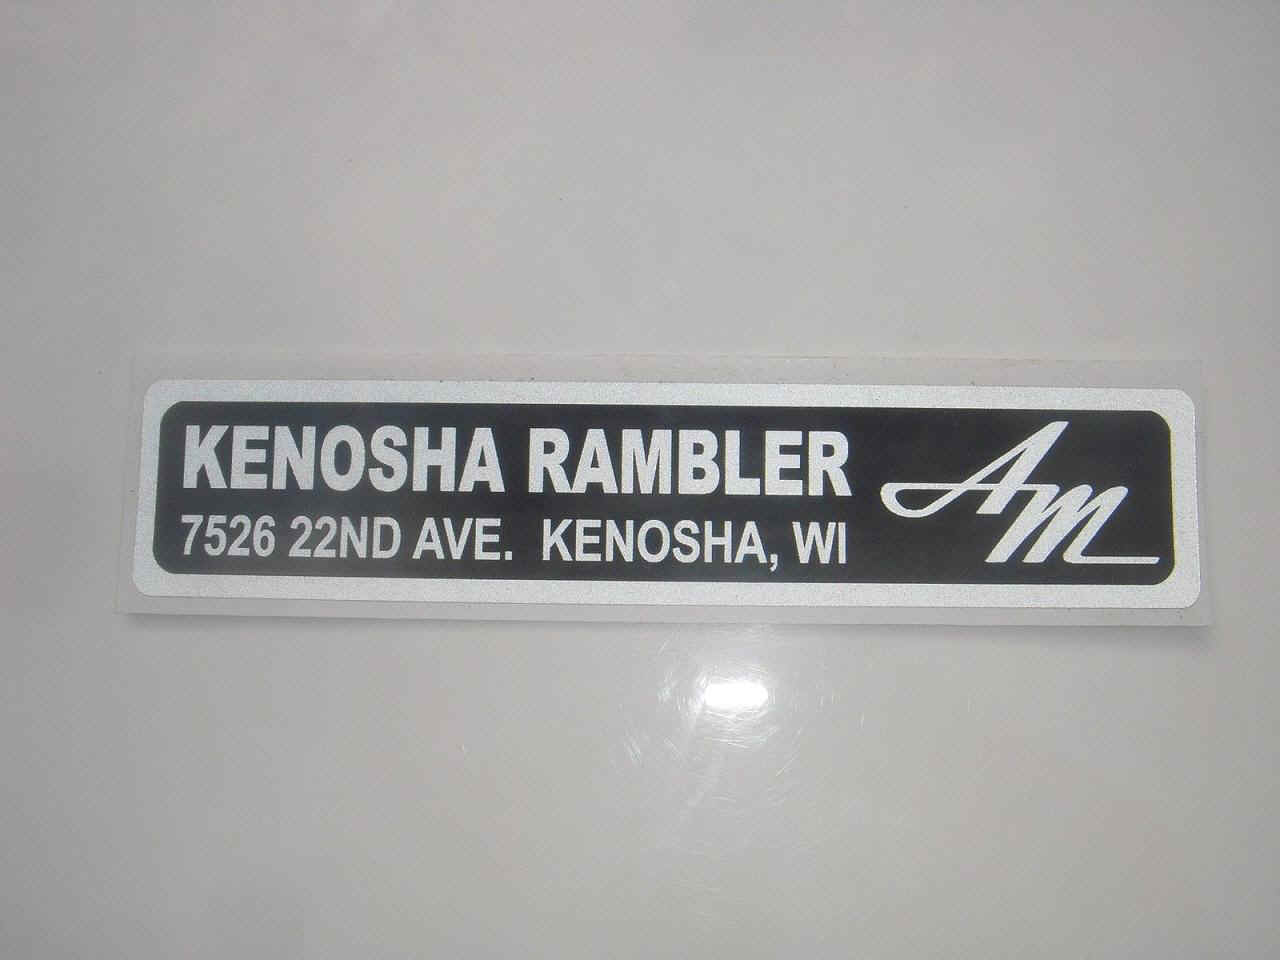 KENOSHA RAMBLER
7526 22ND AVE. KENOSHA, WI
AM